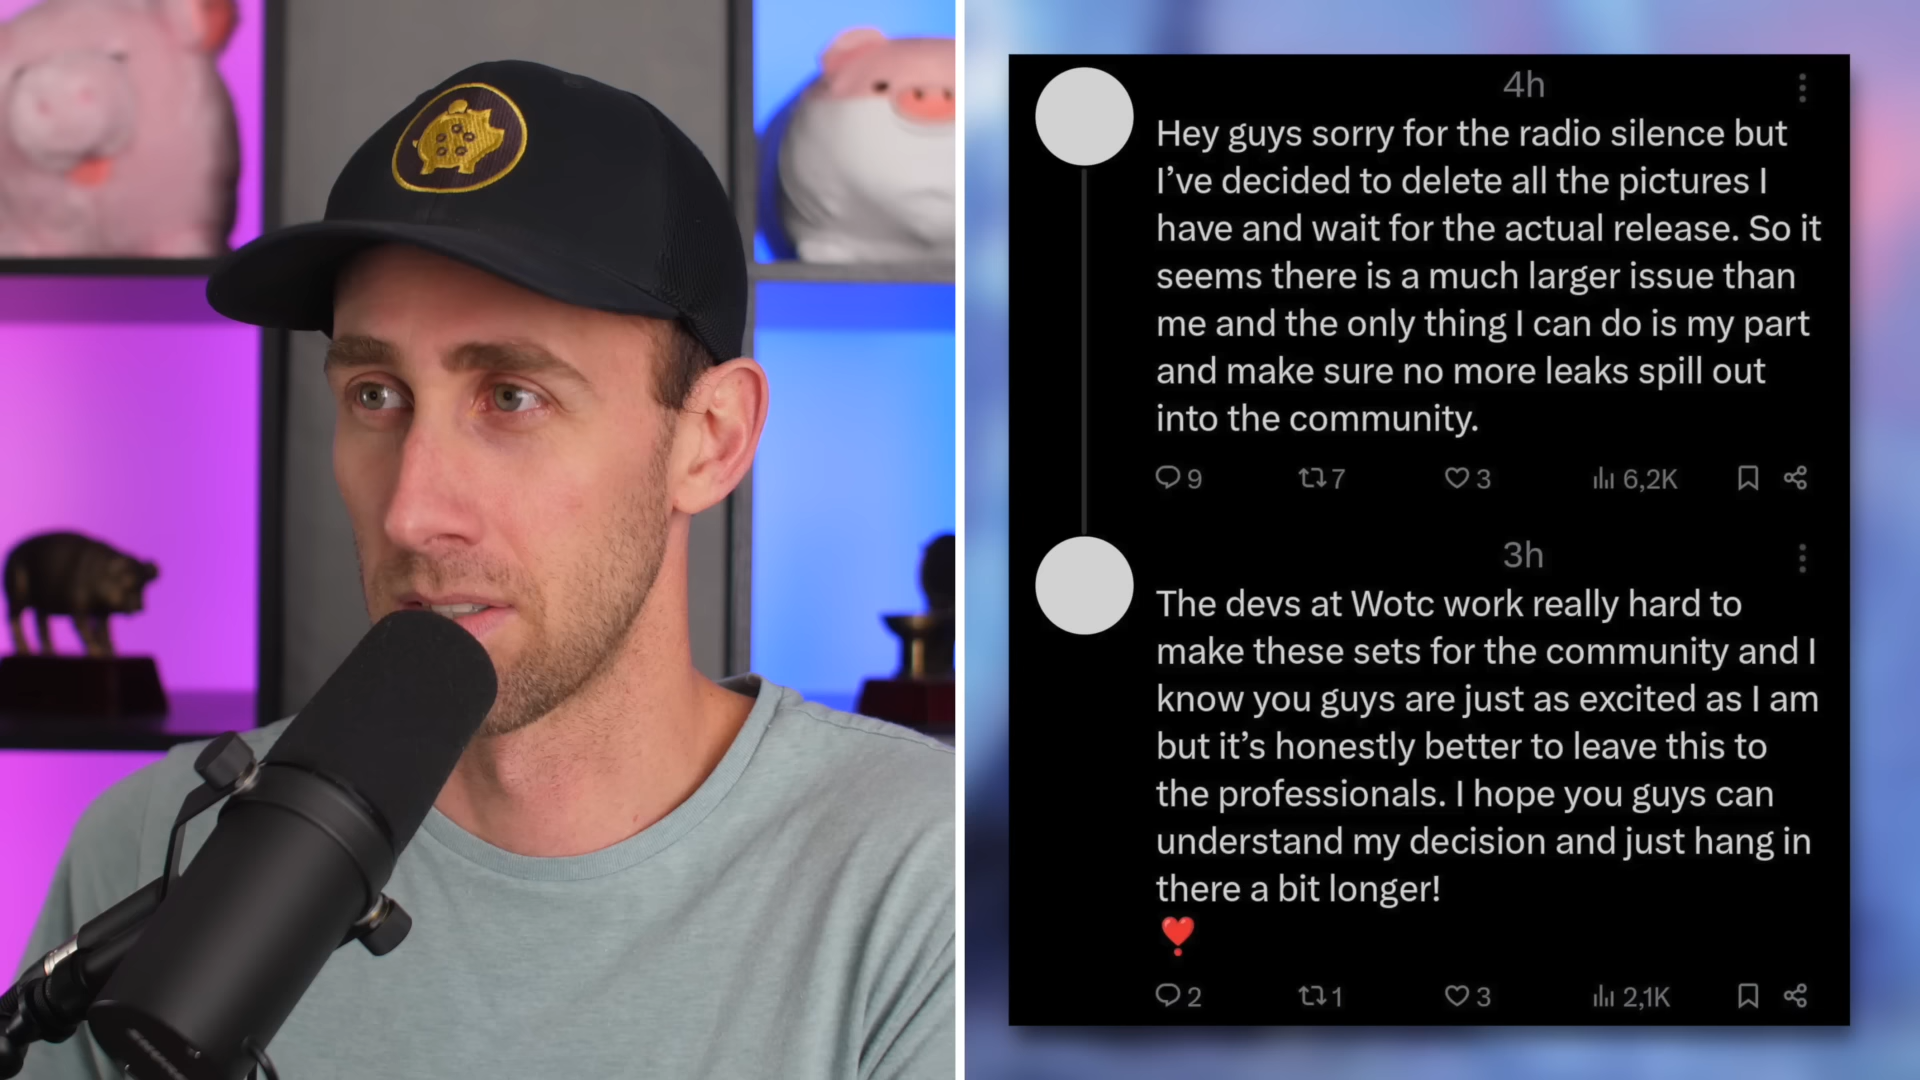 4h
Hey guys sorry for the radio silence but
I’ve decided to delete all the pictures I
have and wait for the actual release. So it
seems there is a much larger issue than
me and the only thing I can do is my part
and make sure no more leaks spill out
into the community.
9 7 3 6,2K
3h
The devs at Wotc work really hard to
make these sets for the community and I
know you guys are just as excited as I am
but it’s honestly better to leave this to
the professionals. I hope you guys can
understand my decision and just hang in
there a bit longer!
❣️
2 1 3 2,1K